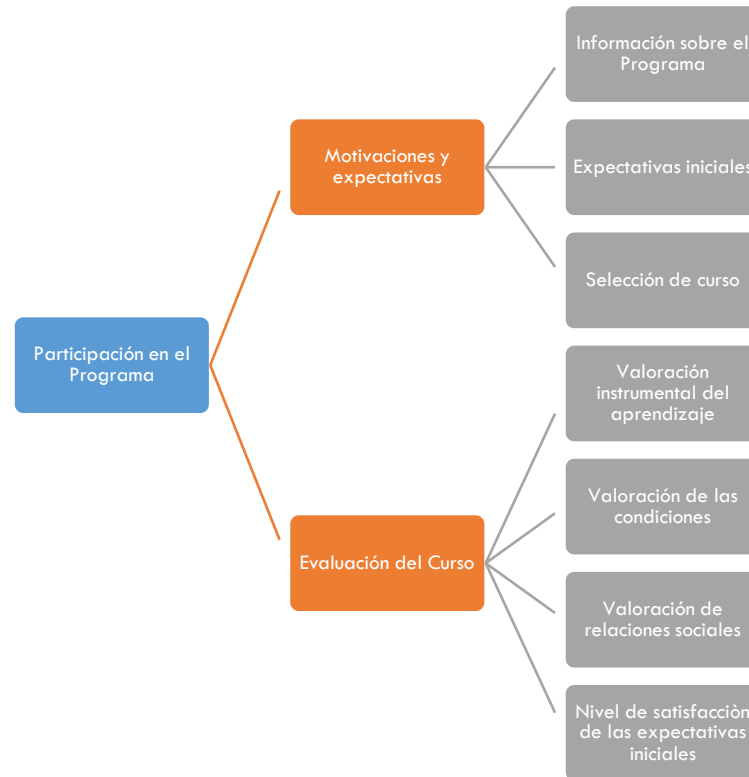 Información sobre el
Programa
Motivaciones y
expectativas
Expectativas iniciales
Selección de curso
Participación en el
Programa
Valoración
instrumental del
aprendizaje
Valoración de las
condiciones
Evaluación del Curso
Valoración de
relaciones sociales
Nivel de satisfacciòn
de las expectativas
iniciales